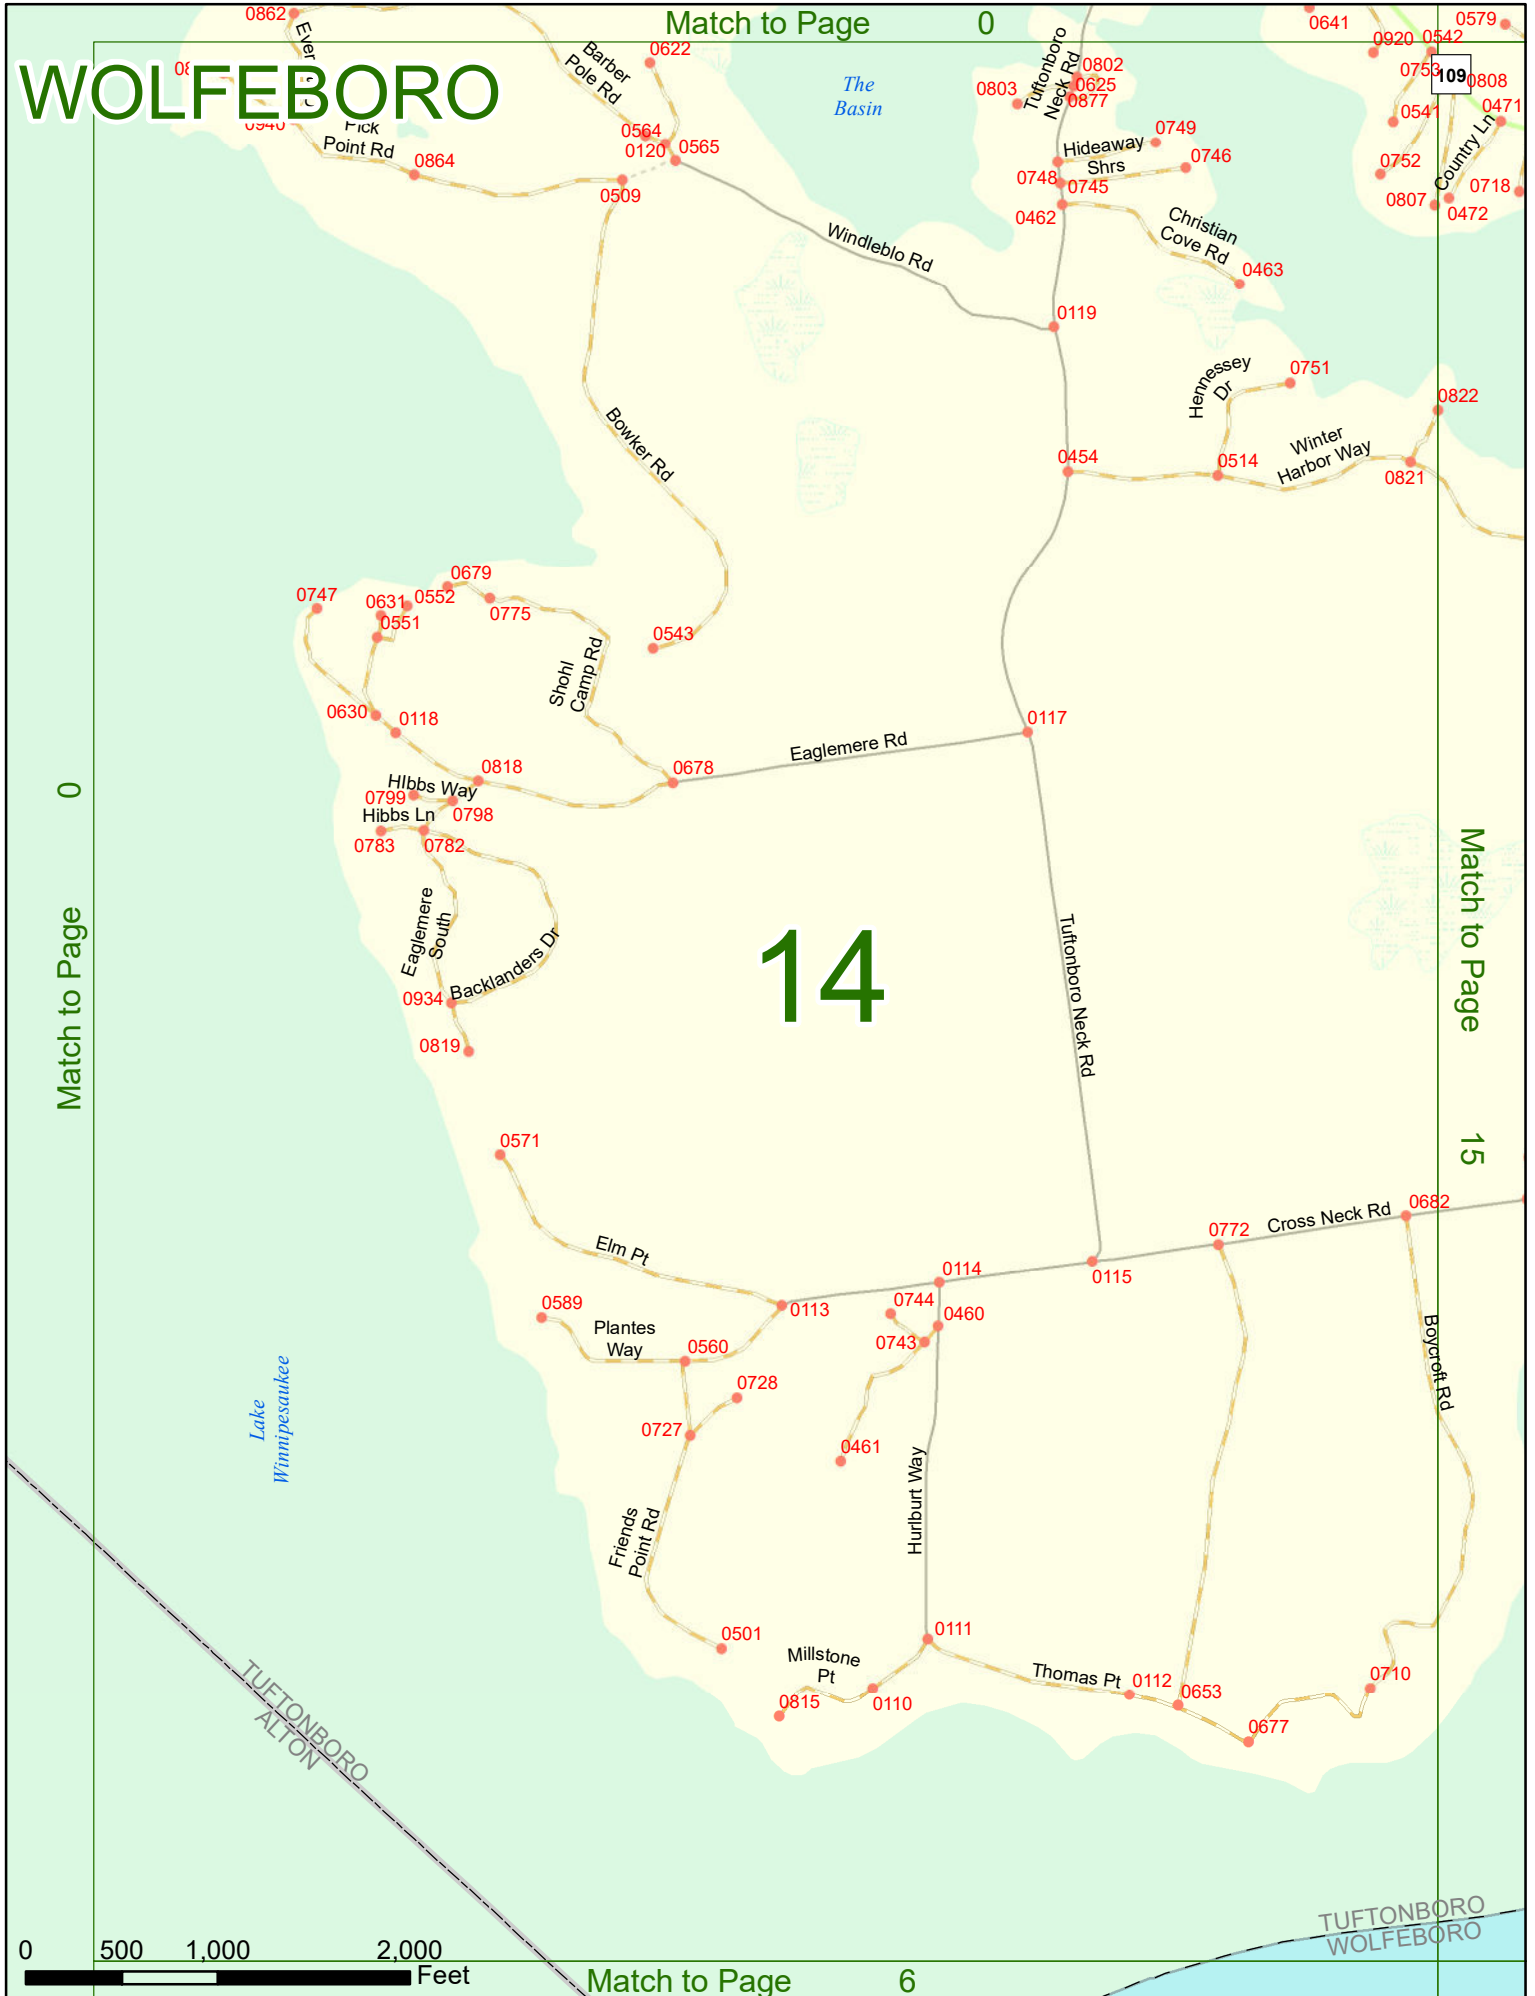 Match to Page 0
WOLFEBORO
0862
0622
0641
0579
0920
0542
0753
109
0808
0471
Barber
Pole Rd
The
Basin
Tuftonboro
Neck Rd
0802
0625
0877
0803
0541
Country Ln
Point Rd
0864
0564
0120
0565
0509
0749
Hideaway
Shrs
0746
0748
0745
0462
0752
0807
0472
0718
Windleblo Rd
Christian
Cove Rd
0463
0119
Hennessey
Dr
0751
0822
Bowker Rd
0454
0514
Winter
Harbor Way
0821
0679
0747
0631
0552
0551
0775
0543
Shohl
Camp Rd
0630
0118
0117
Eaglemere Rd
0818
0678
HIbbs Way
0799
0798
Hibbs Ln
0783
0782
Match to Page 0
Match to Page 15
Eaglemere
South
Backlanders Dr
0934
0819
14
Tuftonboro Neck Rd
0571
Elm Pt
0682
Cross Neck Rd
0772
0114
0115
0113
0744
0460
0743
0589
Plantes
Way
0560
0728
0727
0461
Boycroft Rd
Lake
Winnipesaukee
Hurlburt Way
Friends
Point Rd
0501
0111
Millstone
Pt
0815
0110
Thomas Pt
0112
0653
0677
0710
TUFTONBORO
ALTON
TUFTONBORO
WOLFEBORO
0 500 1,000 2,000
Feet
Match to Page 6